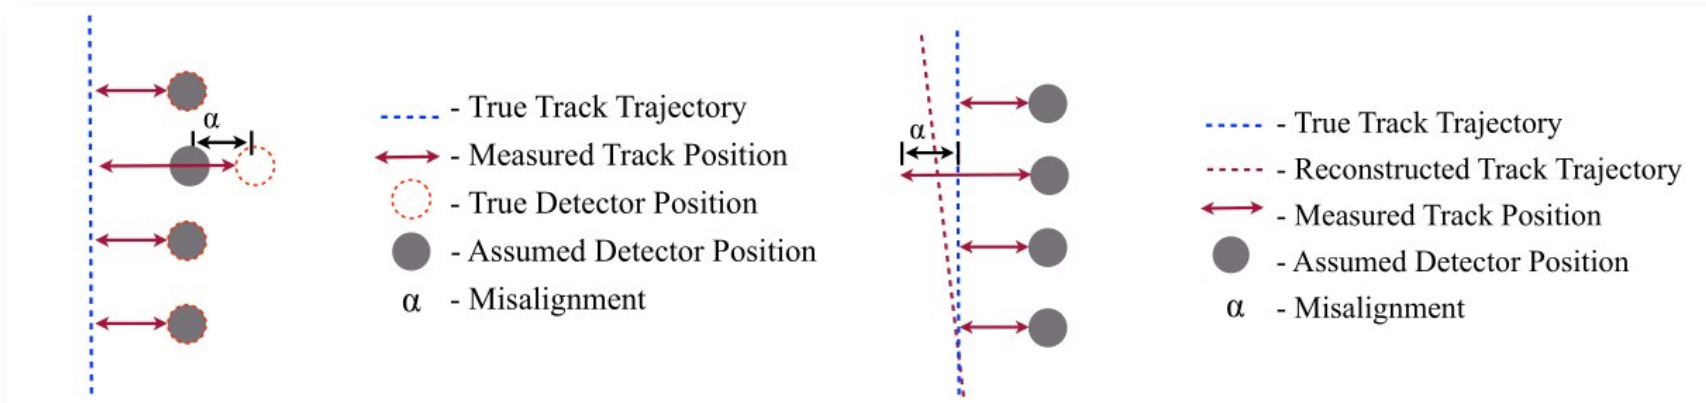 α
- True Track Trajectory
- Measured Track Position
- True Detector Position
- Assumed Detector Position
α - Misalignment
α
- True Track Trajectory
- Reconstructed Track Trajectory
- Measured Track Position
- Assumed Detector Position
α - Misalignment